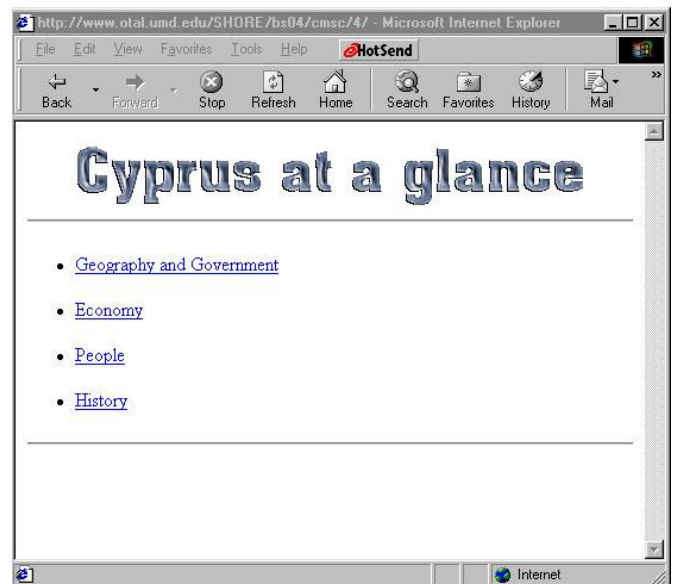 http://www.otal.umd.edu/SHORE/bs04/cmsc/4/ - Microsoft Internet Explorer
File Edit View Favorites Tools Help HotSend
Back Forward Stop Refresh Home Search Favorites History Mail »
Cyprus at a glance
• Geography and Government
• Economy
• People
• History
Internet